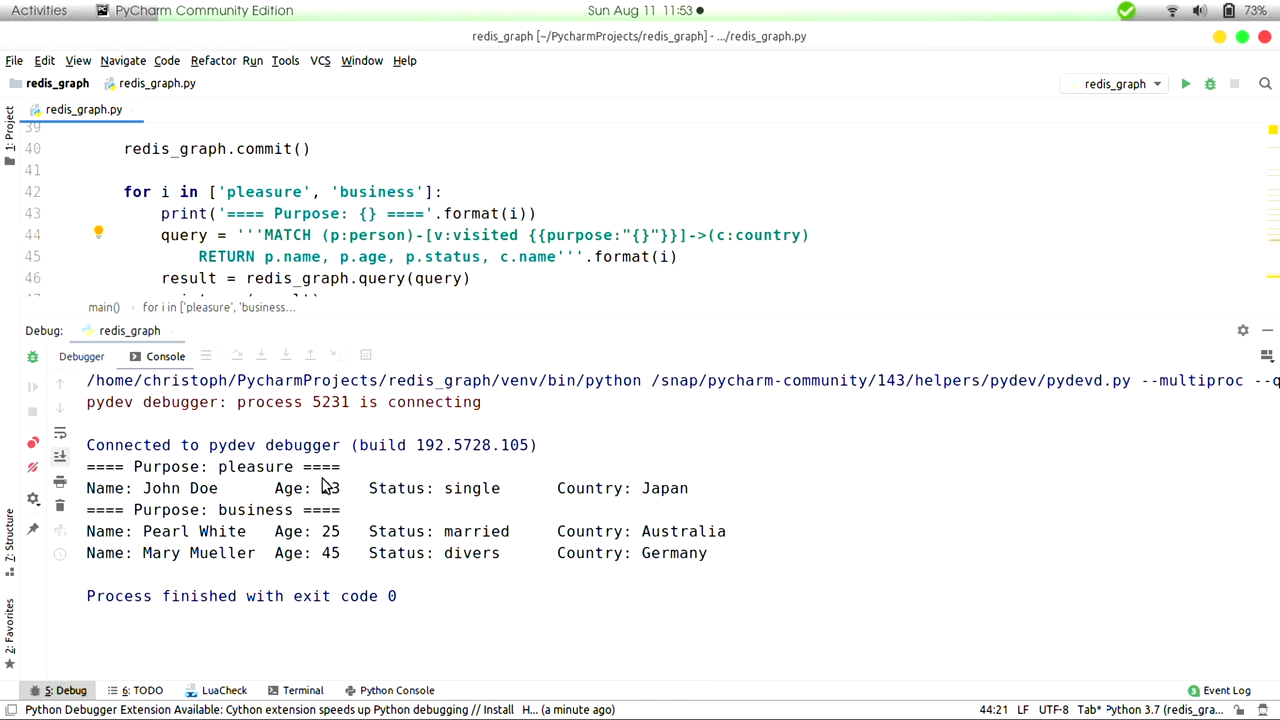 Activities PyCharm Community Edition Sun Aug 11 11:53 73%
redis_graph [~/PycharmProjects/redis_graph] - .../redis_graph.py
File Edit View Navigate Code Refactor Run Tools VCS Window Help
redis_graph redis_graph.py redis_graph
1: Project
redis_graph.py
39
40 redis_graph.commit()
41
42 for i in ['pleasure', 'business']:
43 print('==== Purpose: {} ===='.format(i))
44 query = '''MATCH (p:person)-[v:visited {{purpose:"{}"}}]->(c:country)
45 RETURN p.name, p.age, p.status, c.name'''.format(i)
46 result = redis_graph.query(query)
main() for i in ['pleasure', 'business...
Debug: redis_graph
Debugger Console
/home/christoph/PycharmProjects/redis_graph/venv/bin/python /snap/pycharm-community/143/helpers/pydev/pydevd.py --multiproc --q
pydev debugger: process 5231 is connecting
Connected to pydev debugger (build 192.5728.105)
==== Purpose: pleasure ====
Name: John Doe Age: 3 Status: single Country: Japan
==== Purpose: business ====
Name: Pearl White Age: 25 Status: married Country: Australia
Name: Mary Mueller Age: 45 Status: divers Country: Germany
Process finished with exit code 0
7: Structure
2: Favorites
5: Debug 6: TODO LuaCheck Terminal Python Console 3 Event Log
Python Debugger Extension Available: Cython extension speeds up Python debugging // Install H... (a minute ago) 44:21 LF UTF-8 Tab* Python 3.7 (redis_gra...